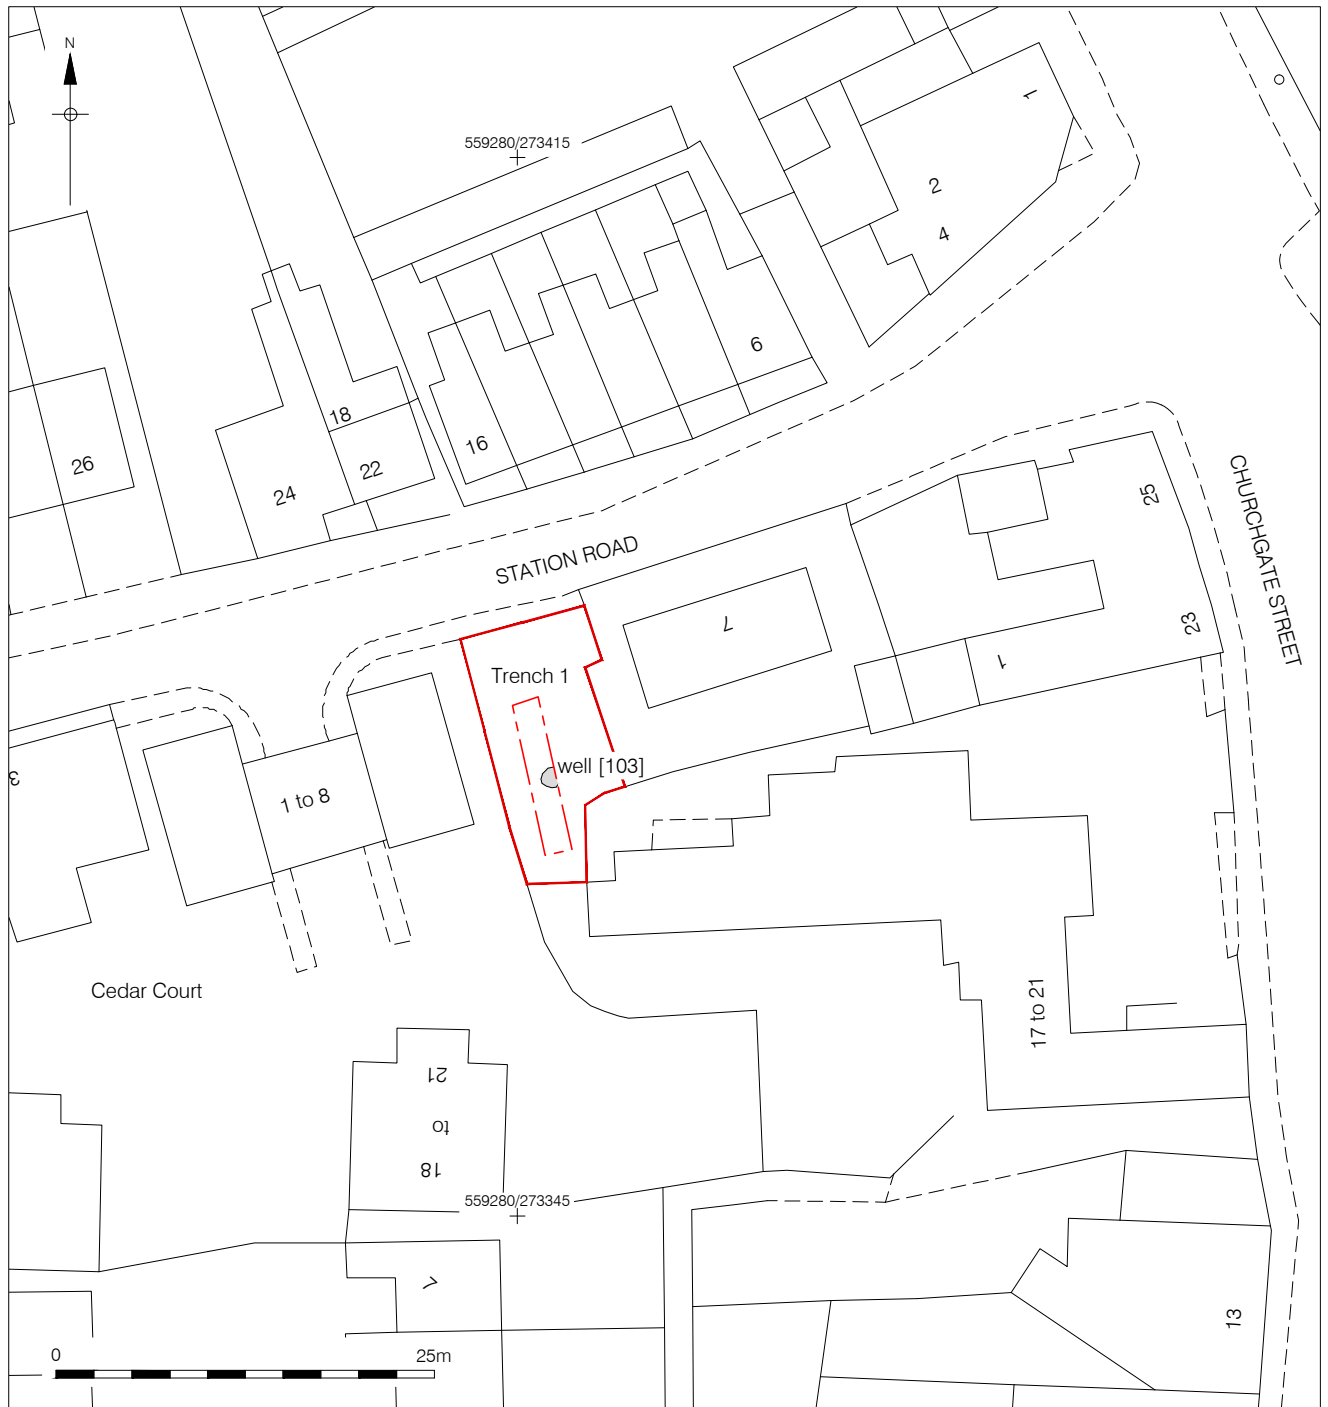 N
559280/273415
1
2
4
6
16
18
22
24
26
25
CHURCHGATE STREET
STATION ROAD
7
23
1
Trench 1
well [103]
3
1 to 8
Cedar Court
17 to 21
21
to
18
559280/273345
7
13
0
25m